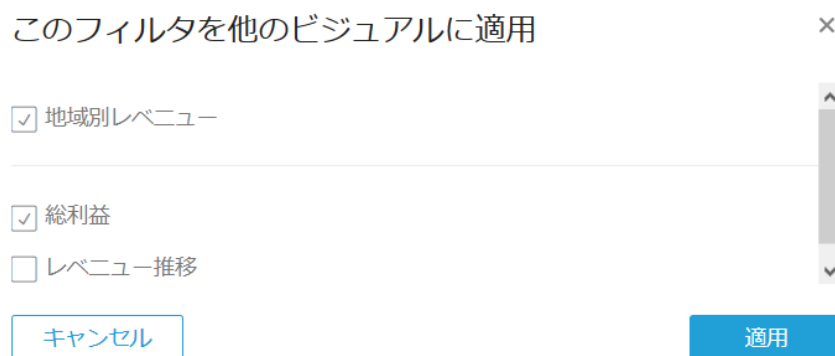 このフィルタを他のビジュアルに適用
地域別レベニュー
総利益
レベニュー推移
キャンセル
適用